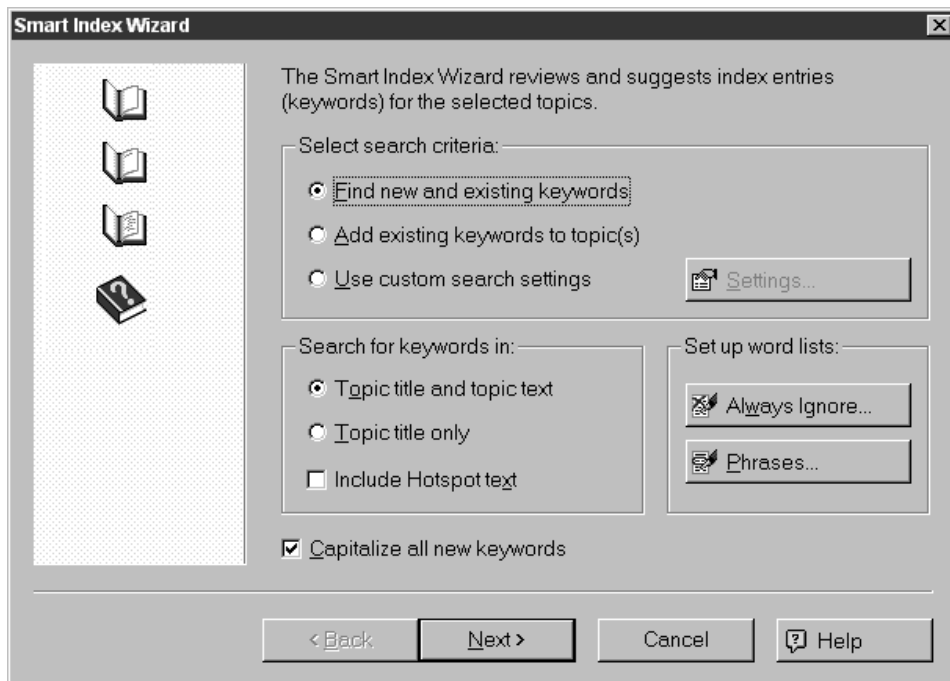 Smart Index Wizard
The Smart Index Wizard reviews and suggests index entries
(keywords) for the selected topics.
Select search criteria:
Find new and existing keywords
Add existing keywords to topic(s)
Use custom search settings
Settings...
Search for keywords in:
Topic title and topic text
Topic title only
Include Hotspot text
Set up word lists:
Always Ignore...
Phrases...
Capitalize all new keywords
< Back
Next >
Cancel
Help